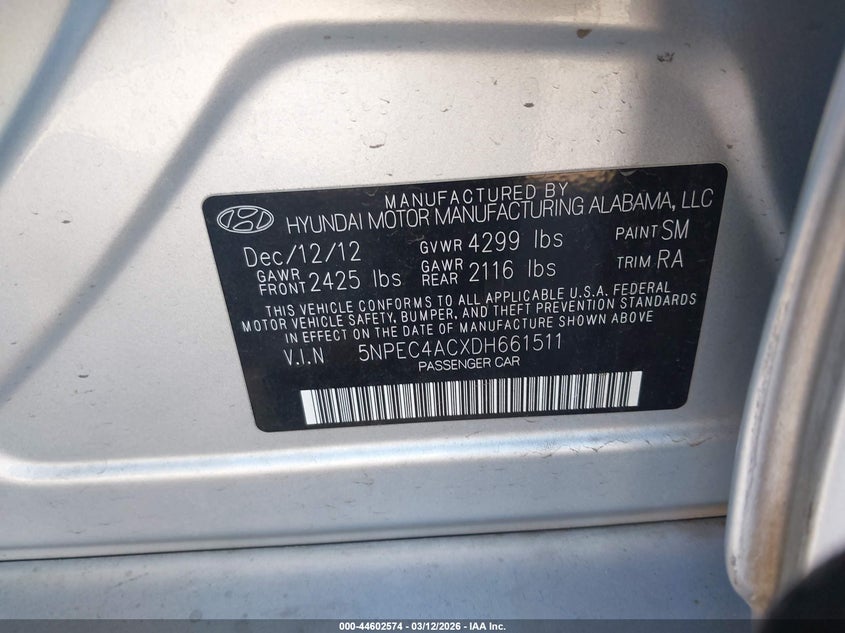 MANUFACTURED BY
HYUNDAI MOTOR MANUFACTURING ALABAMA, LLC
Dec/12/12 GVWR 4299 lbs PAINT SM
GAWR FRONT 2425 lbs GAWR REAR 2116 lbs TRIM RA
THIS VEHICLE CONFORMS TO ALL APPLICABLE U.S.A. FEDERAL
MOTOR VEHICLE SAFETY, BUMPER, AND THEFT PREVENTION STANDARDS
IN EFFECT ON THE DATE OF MANUFACTURE SHOWN ABOVE
V.I.N 5NPEC4ACXDH661511
PASSENGER CAR
000-44602574 — 03/12/2026 — IAA Inc.